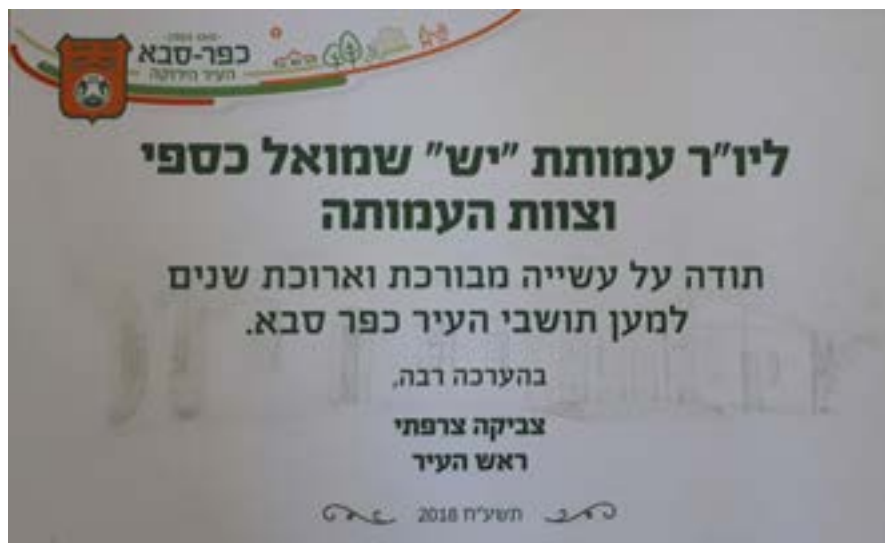 כפר-סבא
העיר הירוקה
ליו"ר עמותת "יש" שמואל כספי
וצוות העמותה
תודה על עשייה מבורכת וארוכת שנים
למען תושבי העיר כפר סבא.
בהערכה רבה,
צביקה צרפתי
ראש העיר
תשע"ח 2018